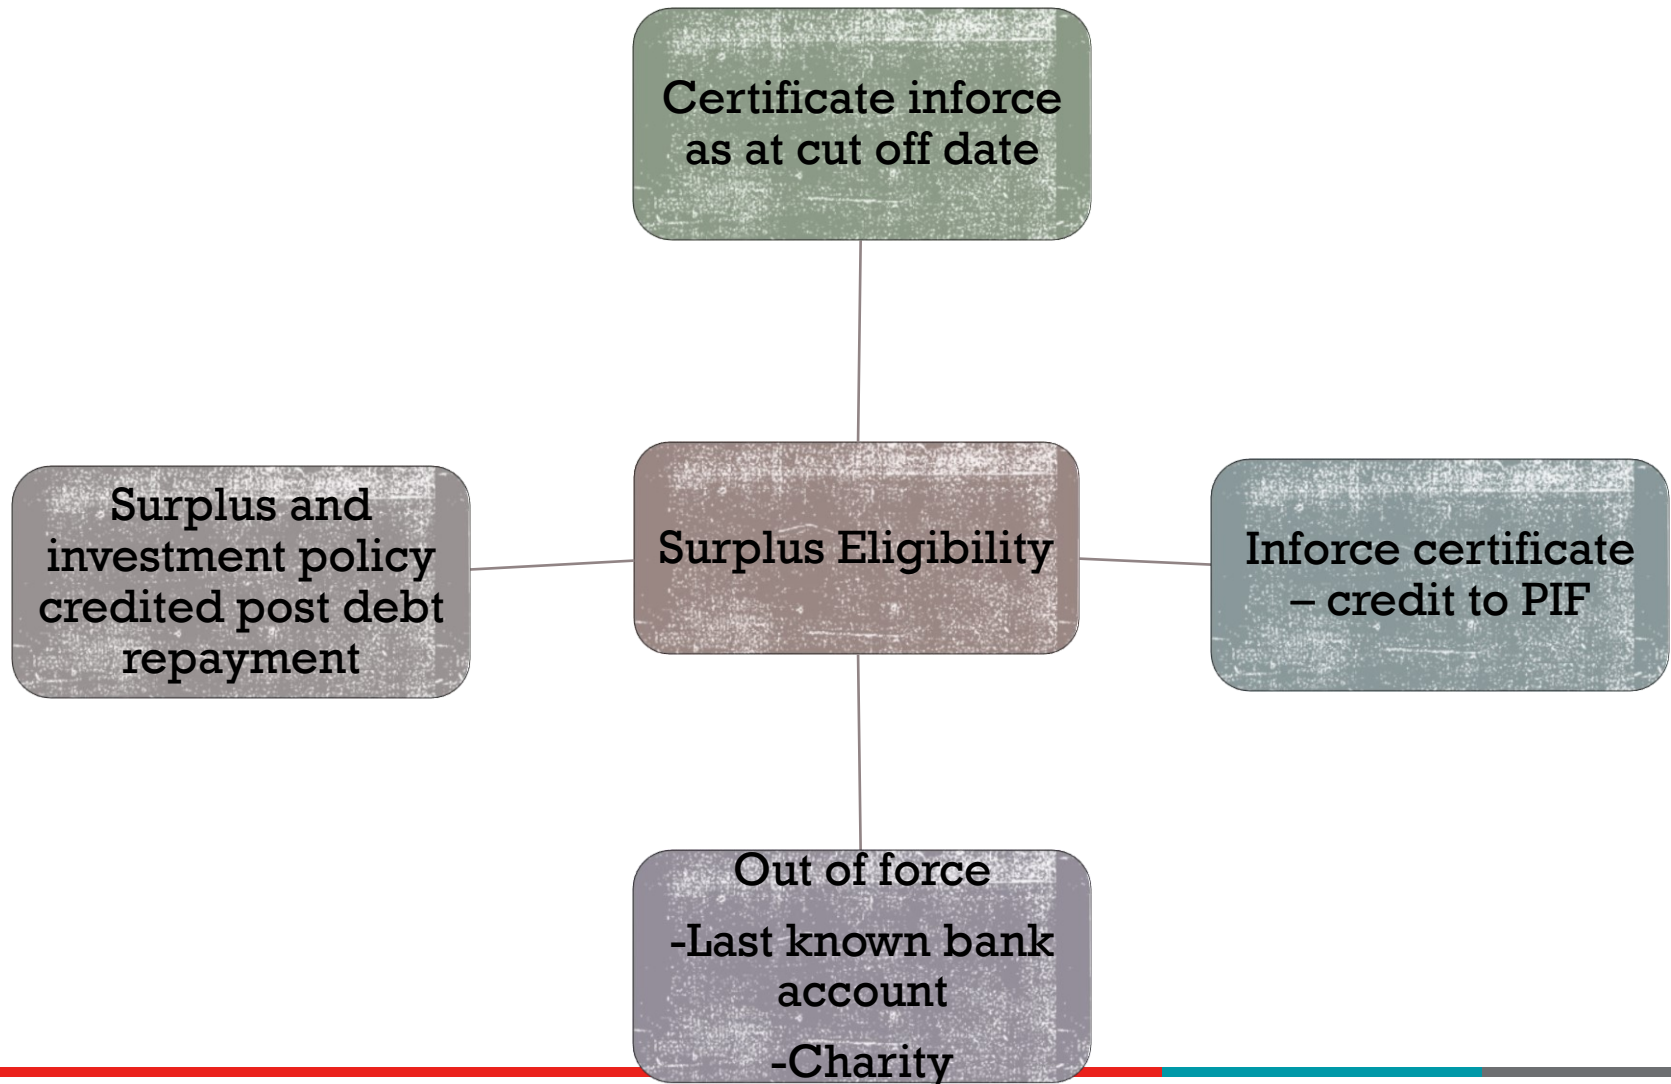 Certificate inforce
as at cut off date
Surplus and
investment policy
credited post debt
repayment
Surplus Eligibility
Inforce certificate
– credit to PIF
Out of force
-Last known bank
account
-Charity